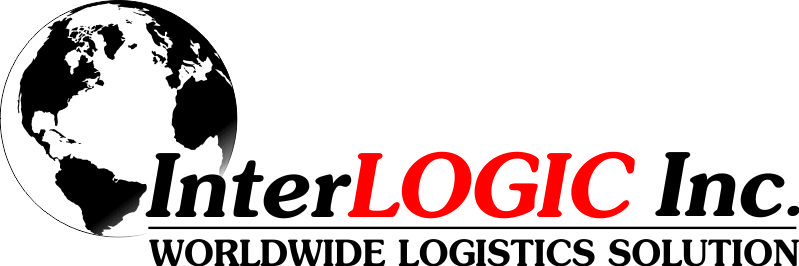 InterLOGIC Inc.
WORLDWIDE LOGISTICS SOLUTION